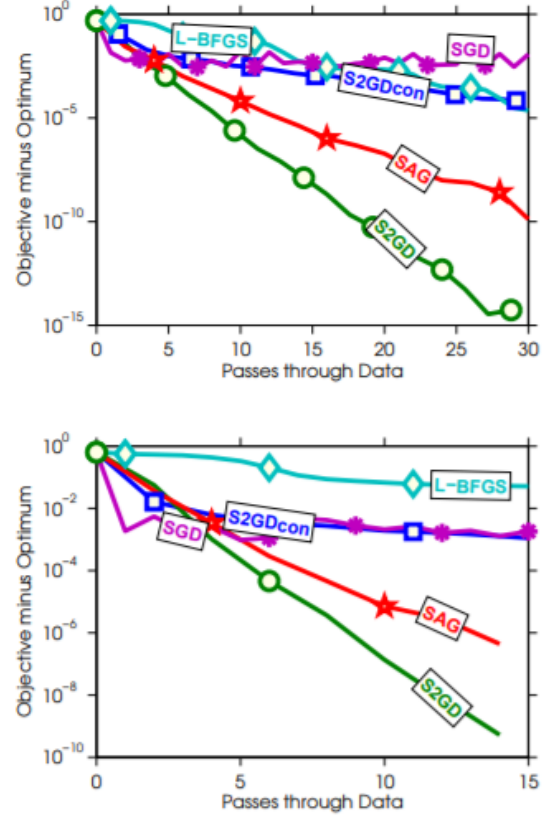 10^0
L-BFGS
SGD
S2GDcon
10^-5
SAG
10^-10
S2GD
10^-15
0 5 10 15 20 25 30
Objective minus Optimum
Passes through Data
10^0
L-BFGS
10^-2
S2GDcon
SGD
10^-4
SAG
10^-6
S2GD
10^-8
10^-10
0 5 10 15
Objective minus Optimum
Passes through Data